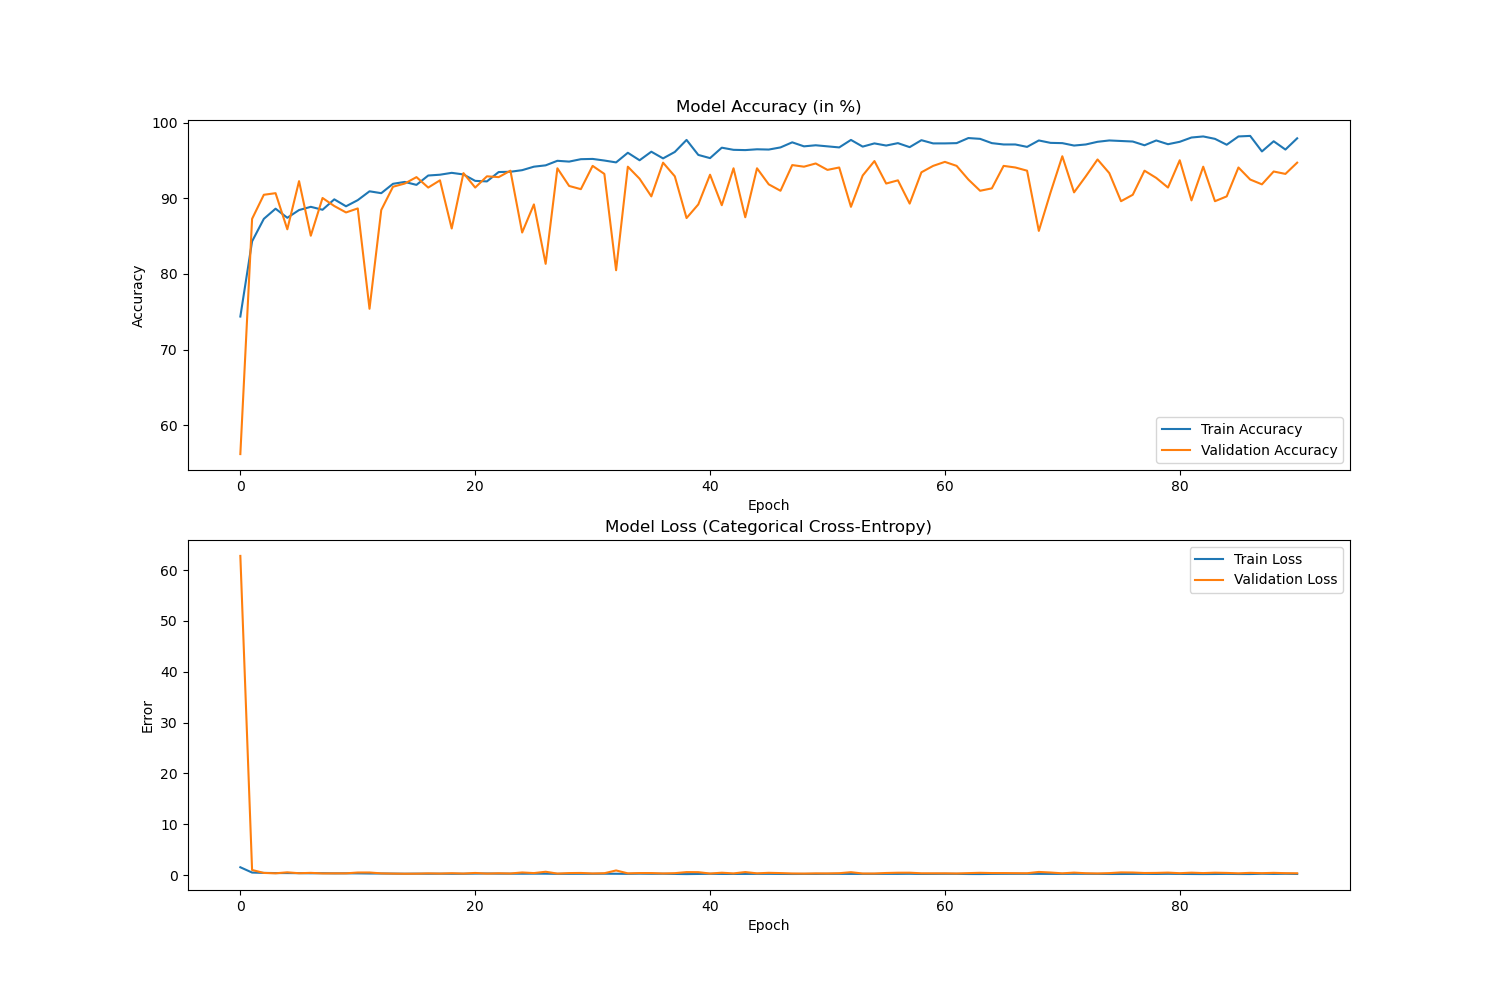 Model Accuracy (in %)
100
90
80
70
60
Accuracy
Train Accuracy
Validation Accuracy
0 20 40 60 80
Epoch
Model Loss (Categorical Cross-Entropy)
60
50
40
30
20
10
0
Error
Train Loss
Validation Loss
0 20 40 60 80
Epoch